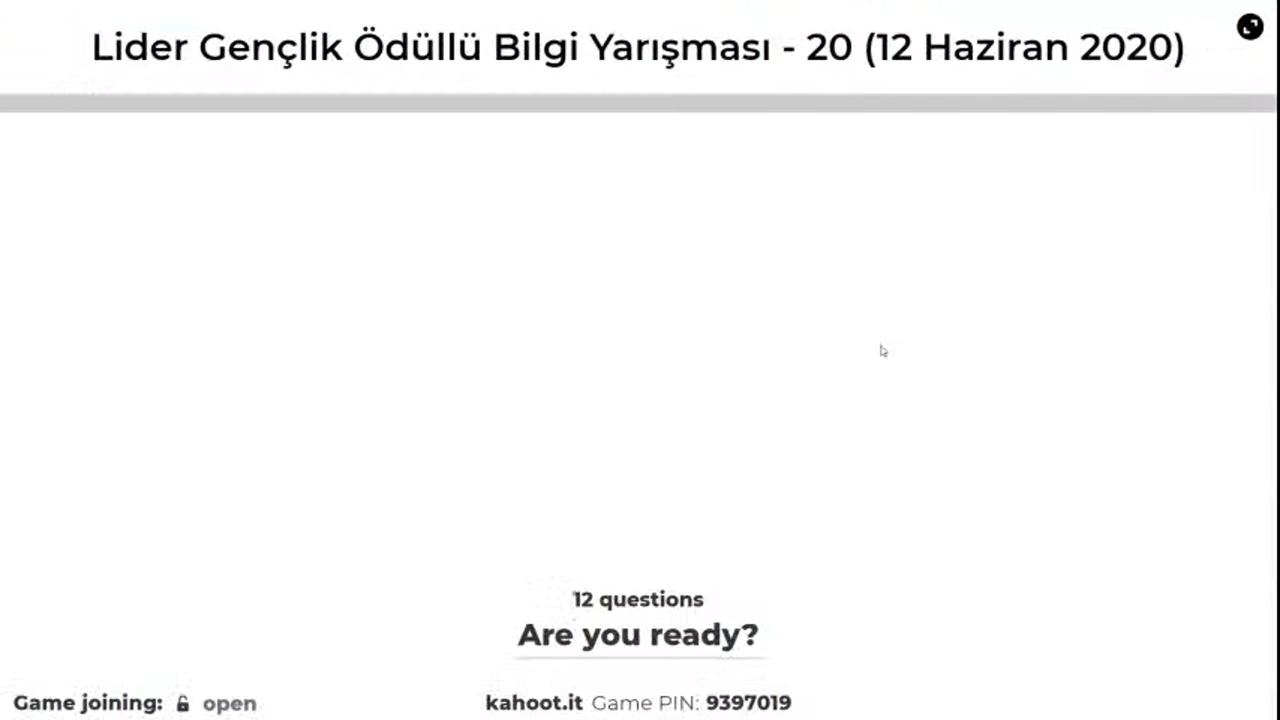 Lider Gençlik Ödüllü Bilgi Yarışması - 20 (12 Haziran 2020)
12 questions
Are you ready?
Game joining: open
kahoot.it Game PIN: 9397019